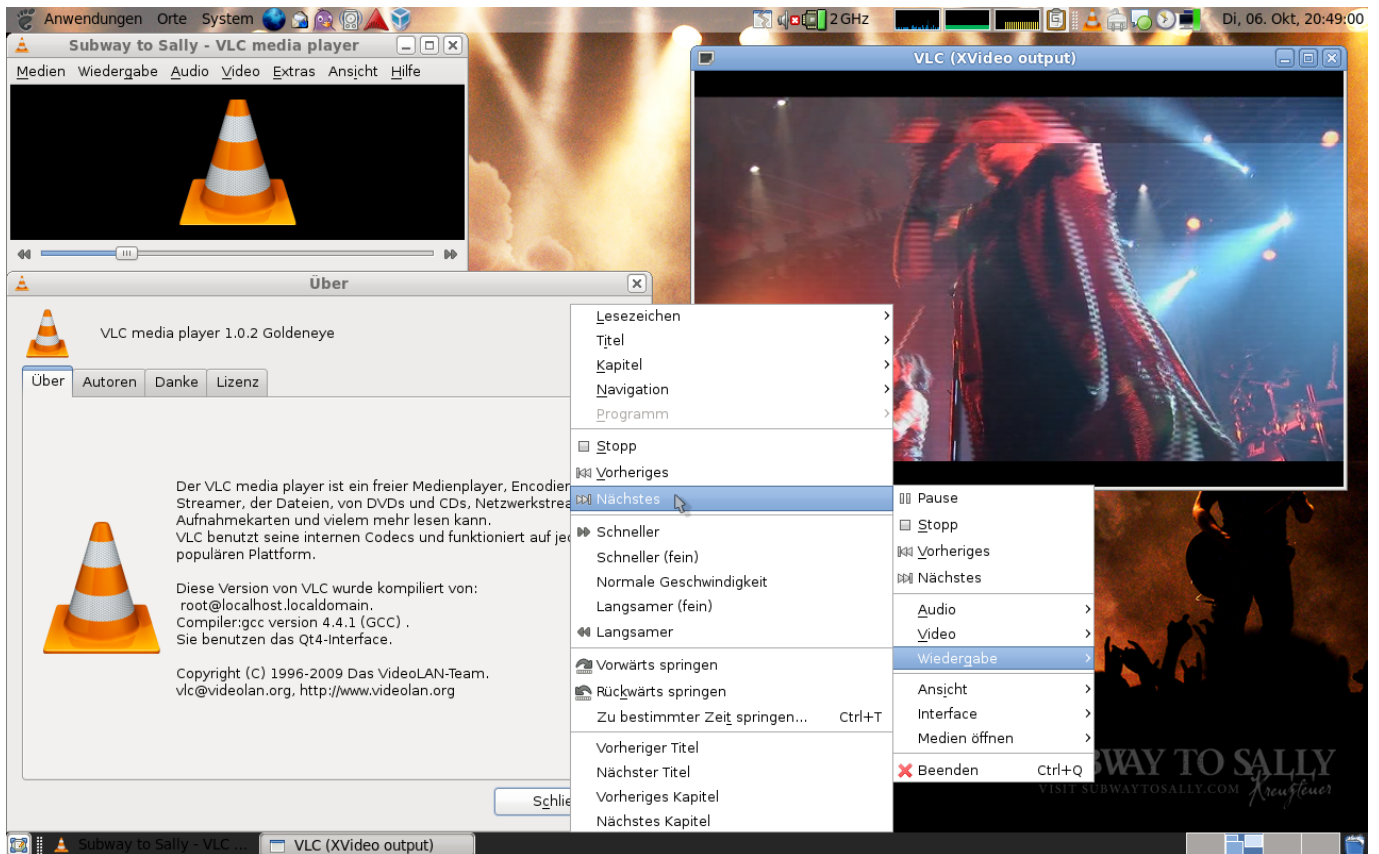 Anwendungen Orte System
2 GHz
Di, 06. Okt, 20:49:00
Subway to Sally - VLC media player
Medien Wiedergabe Audio Video Extras Ansicht Hilfe
VLC (XVideo output)
Über
VLC media player 1.0.2 Goldeneye
Über Autoren Danke Lizenz
Der VLC media player ist ein freier Medienplayer, Encodier
Streamer, der Dateien, von DVDs und CDs, Netzwerkstrea
Aufnahmekarten und vielem mehr lesen kann.
VLC benutzt seine internen Codecs und funktioniert auf jed
populären Plattform.
Diese Version von VLC wurde kompiliert von:
root@localhost.localdomain.
Compiler:gcc version 4.4.1 (GCC) .
Sie benutzen das Qt4-Interface.
Copyright (C) 1996-2009 Das VideoLAN-Team.
vlc@videolan.org, http://www.videolan.org
Schlie
Lesezeichen
Titel
Kapitel
Navigation
Programm
Stopp
Vorheriges
Nächstes
Schneller
Schneller (fein)
Normale Geschwindigkeit
Langsamer (fein)
Langsamer
Vorwärts springen
Rückwärts springen
Zu bestimmter Zeit springen... Ctrl+T
Vorheriger Titel
Nächster Titel
Vorheriges Kapitel
Nächstes Kapitel
Pause
Stopp
Vorheriges
Nächstes
Audio
Video
Wiedergabe
Ansicht
Interface
Medien öffnen
Beenden Ctrl+Q
BWAY TO SALLY
VISIT SUBWAYTOSALLY.COM Kreuzfeuer
Subway to Sally - VLC ...
VLC (XVideo output)